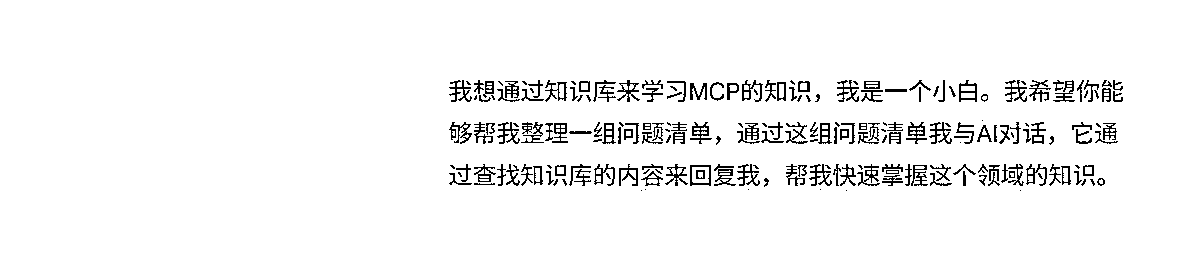 我想通过知识库来学习MCP的知识，我是一个小白。我希望你能
够帮我整理一组问题清单，通过这组问题清单我与AI对话，它通
过查找知识库的内容来回复我，帮我快速掌握这个领域的知识。